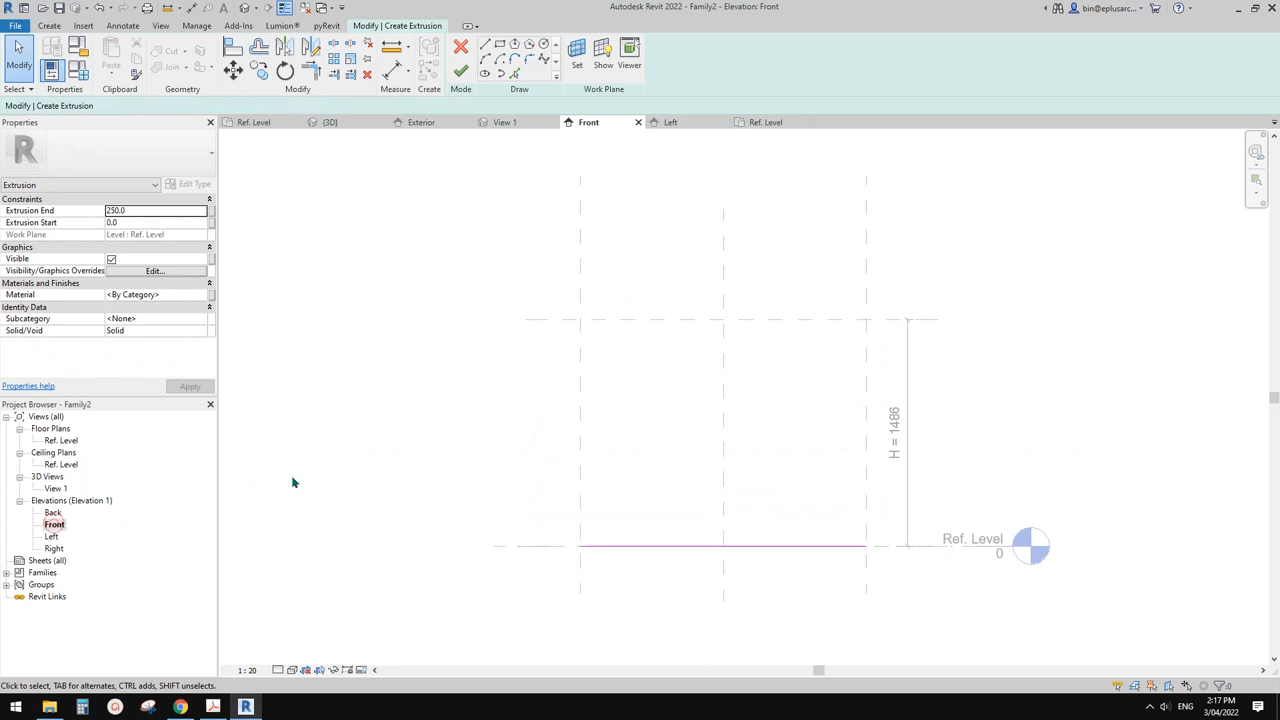 Autodesk Revit 2022 - Family2 - Elevation: Front
bin@eplusarc...
File Create Insert Annotate View Manage Add-Ins Lumion® pyRevit Modify | Create Extrusion
Modify
Paste
Cut
Join
Create
Set Show Viewer
Select Properties Clipboard Geometry Modify Measure Create Mode Draw Work Plane
Modify | Create Extrusion
Properties
Ref. Level {3D} Exterior View 1 Front Left Ref. Level
R
2D
Extrusion Edit Type
Constraints
Extrusion End 250.0
Extrusion Start 0.0
Work Plane Level : Ref. Level
Graphics
Visible
Visibility/Graphics Overrides Edit...
Materials and Finishes
Material <By Category>
Identity Data
Subcategory <None>
Solid/Void Solid
Properties help Apply
Project Browser - Family2
Views (all)
Floor Plans
Ref. Level
Ceiling Plans
Ref. Level
3D Views
View 1
Elevations (Elevation 1)
Back
Front
Left
Right
Sheets (all)
Families
Groups
Revit Links
H = 1486
Ref. Level
0
1 : 20
Click to select, TAB for alternates, CTRL adds, SHIFT unselects.
:0
ENG
2:17 PM
3/04/2022